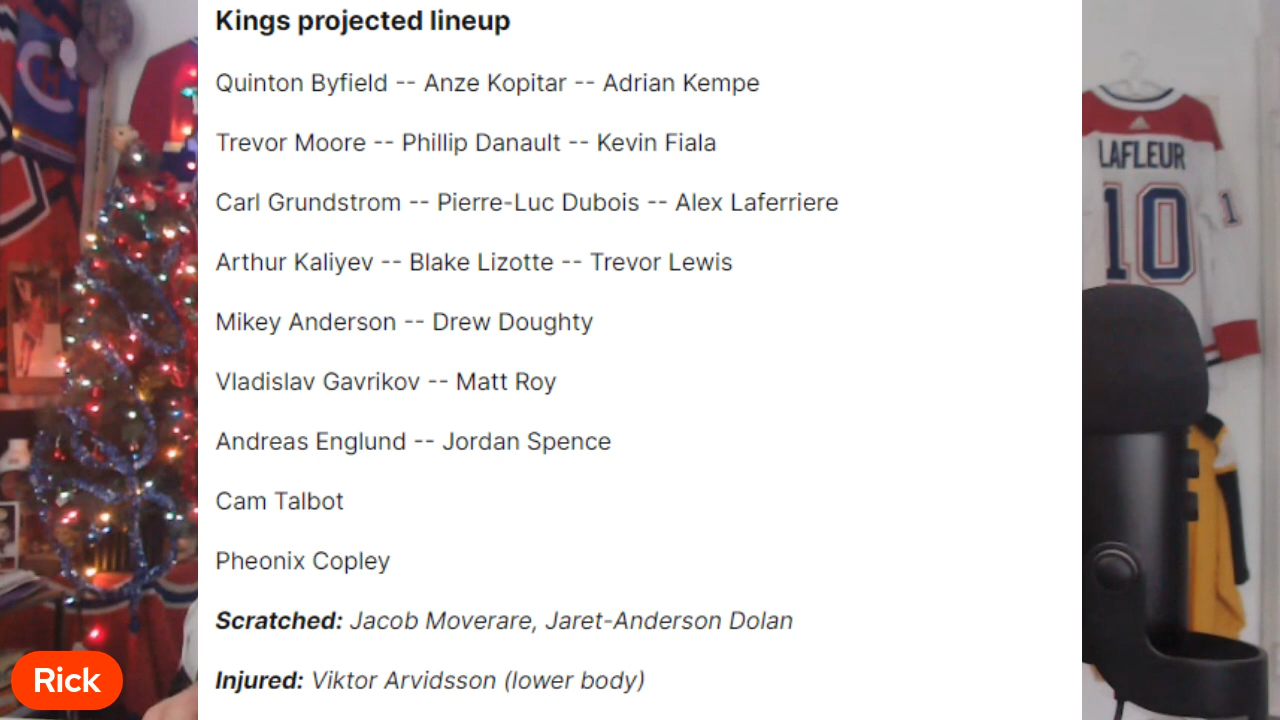 Kings projected lineup
Quinton Byfield -- Anze Kopitar -- Adrian Kempe
Trevor Moore -- Phillip Danault -- Kevin Fiala
Carl Grundstrom -- Pierre-Luc Dubois -- Alex Laferriere
Arthur Kaliyev -- Blake Lizotte -- Trevor Lewis
Mikey Anderson -- Drew Doughty
Vladislav Gavrikov -- Matt Roy
Andreas Englund -- Jordan Spence
Cam Talbot
Pheonix Copley
Scratched: Jacob Moverare, Jaret-Anderson Dolan
Injured: Viktor Arvidsson (lower body)
LAFLEUR
10
1
Rick